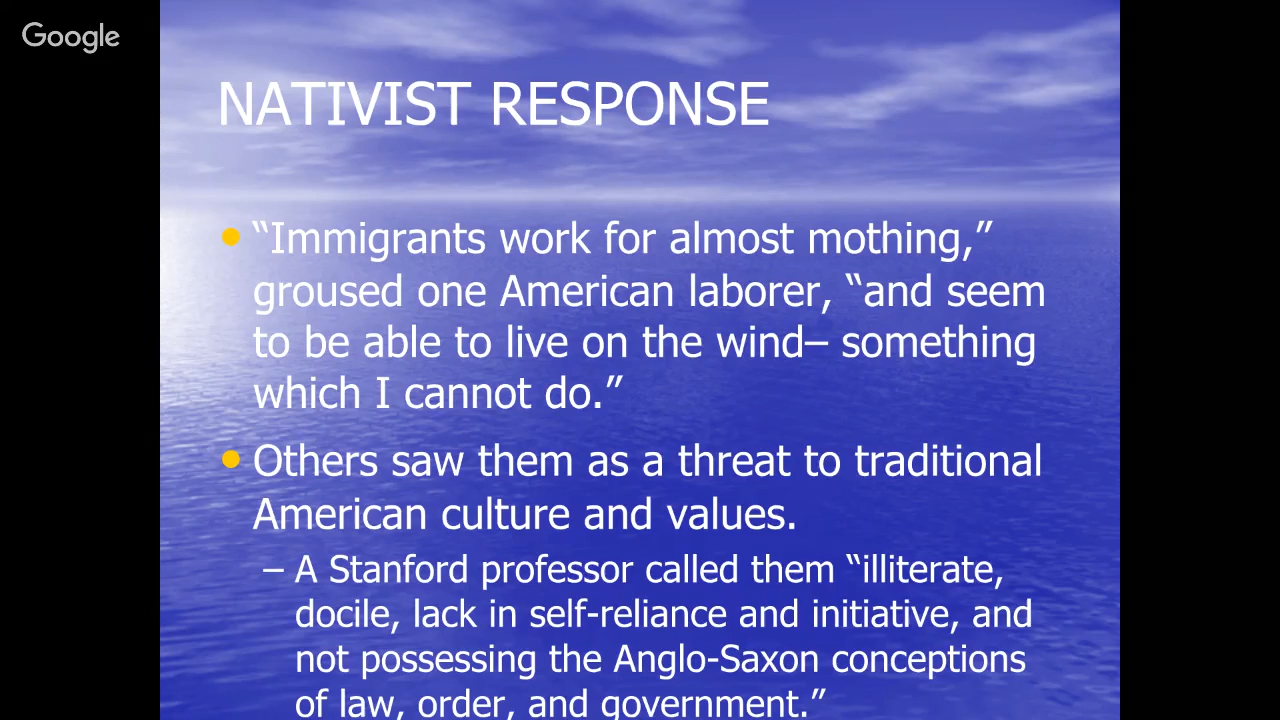 Google
NATIVIST RESPONSE
• “Immigrants work for almost mothing,”
groused one American laborer, “and seem
to be able to live on the wind– something
which I cannot do.”
• Others saw them as a threat to traditional
American culture and values.
– A Stanford professor called them “illiterate,
docile, lack in self-reliance and initiative, and
not possessing the Anglo-Saxon conceptions
of law, order, and government.”